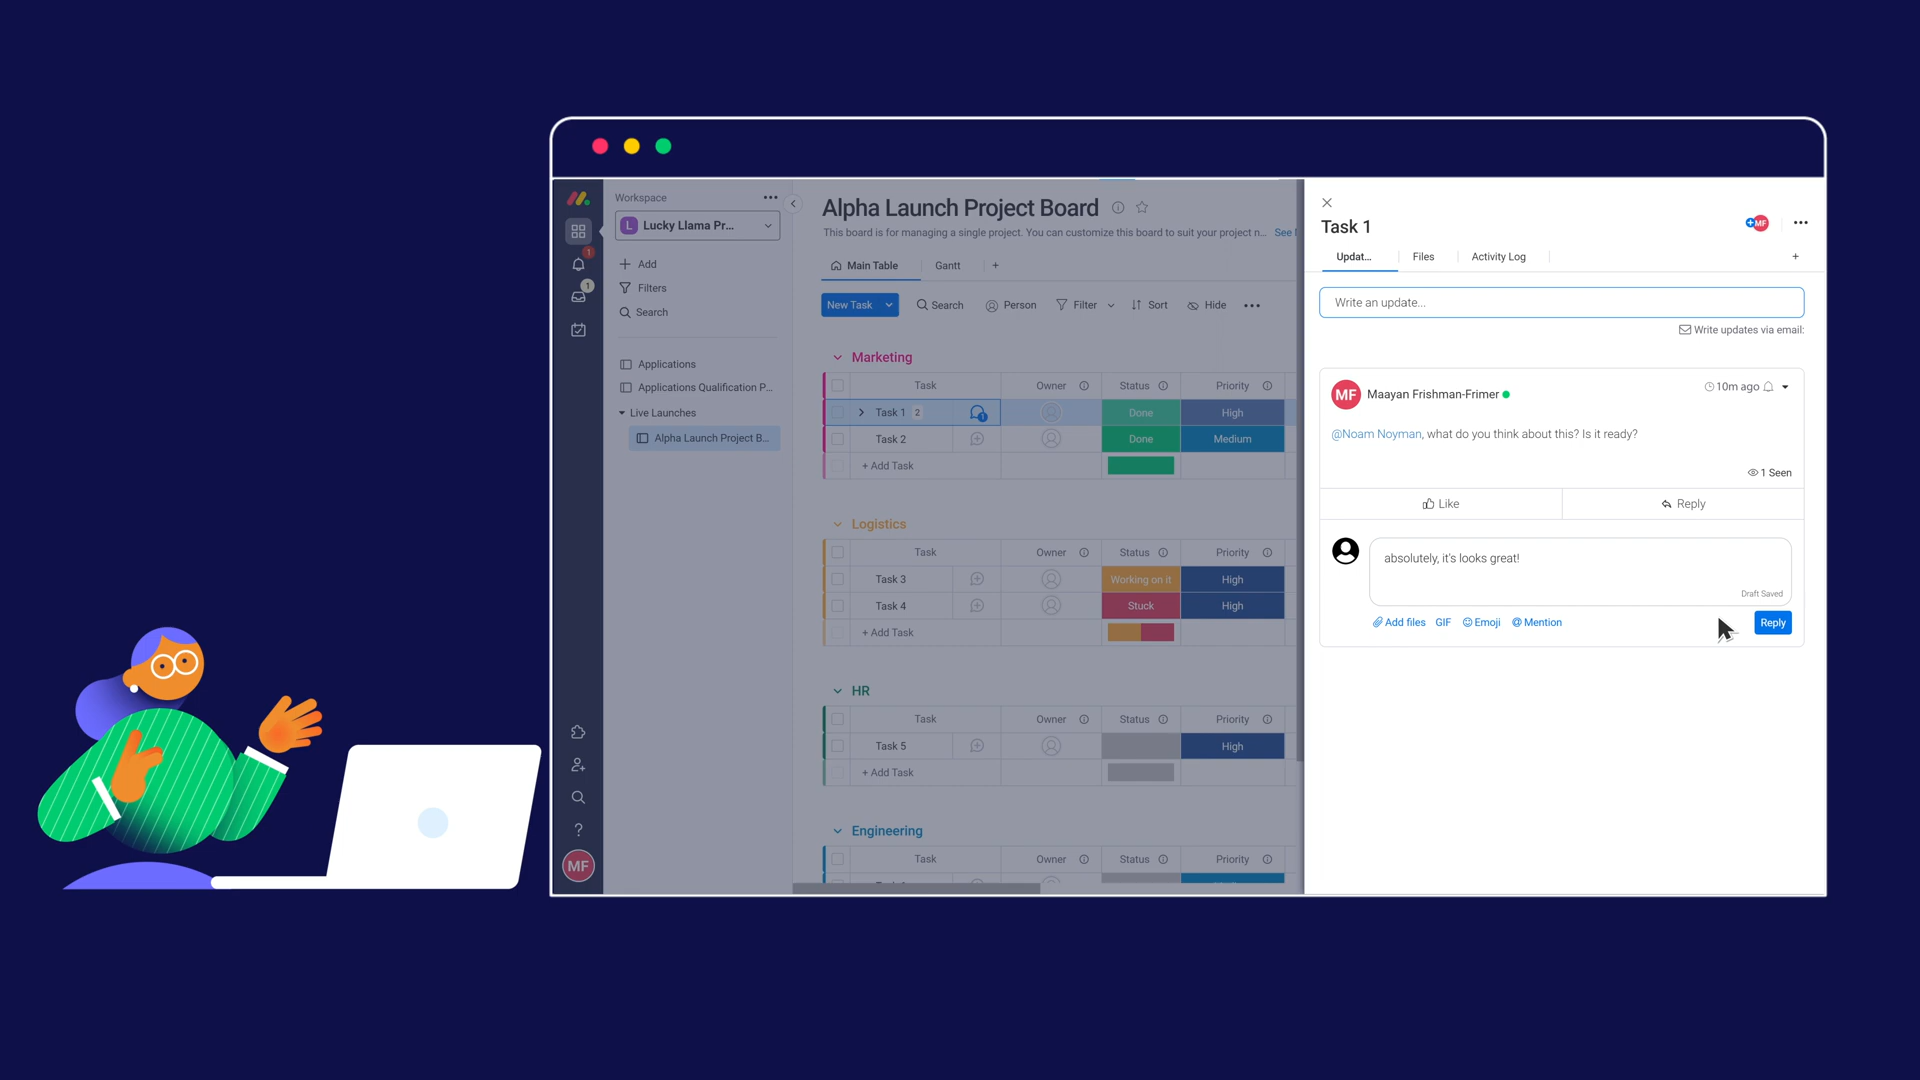 Workspace
L Lucky Llama Pr...
Add
Filters
Search
Applications
Applications Qualification P...
Live Launches
Alpha Launch Project B...
1
1
?
MF
Alpha Launch Project Board
This board is for managing a single project. You can customize this board to suit your project n... See
Main Table
Gantt
+
New Task
Search
Person
Filter
Sort
Hide
Marketing
Task Owner Status Priority
Task 1 2 1 Done High
Task 2 Done Medium
+ Add Task
Logistics
Task Owner Status Priority
Task 3 Working on it High
Task 4 Stuck High
+ Add Task
HR
Task Owner Status Priority
Task 5 High
+ Add Task
Engineering
Task Owner Status Priority
Task 1
MF
Updat...
Files
Activity Log
+
Write an update...
Write updates via email:
MF Maayan Frishman-Frimer
10m ago
@Noam Noyman, what do you think about this? Is it ready?
1 Seen
Like
Reply
absolutely, it's looks great!
Draft Saved
Add files GIF Emoji @ Mention
Reply